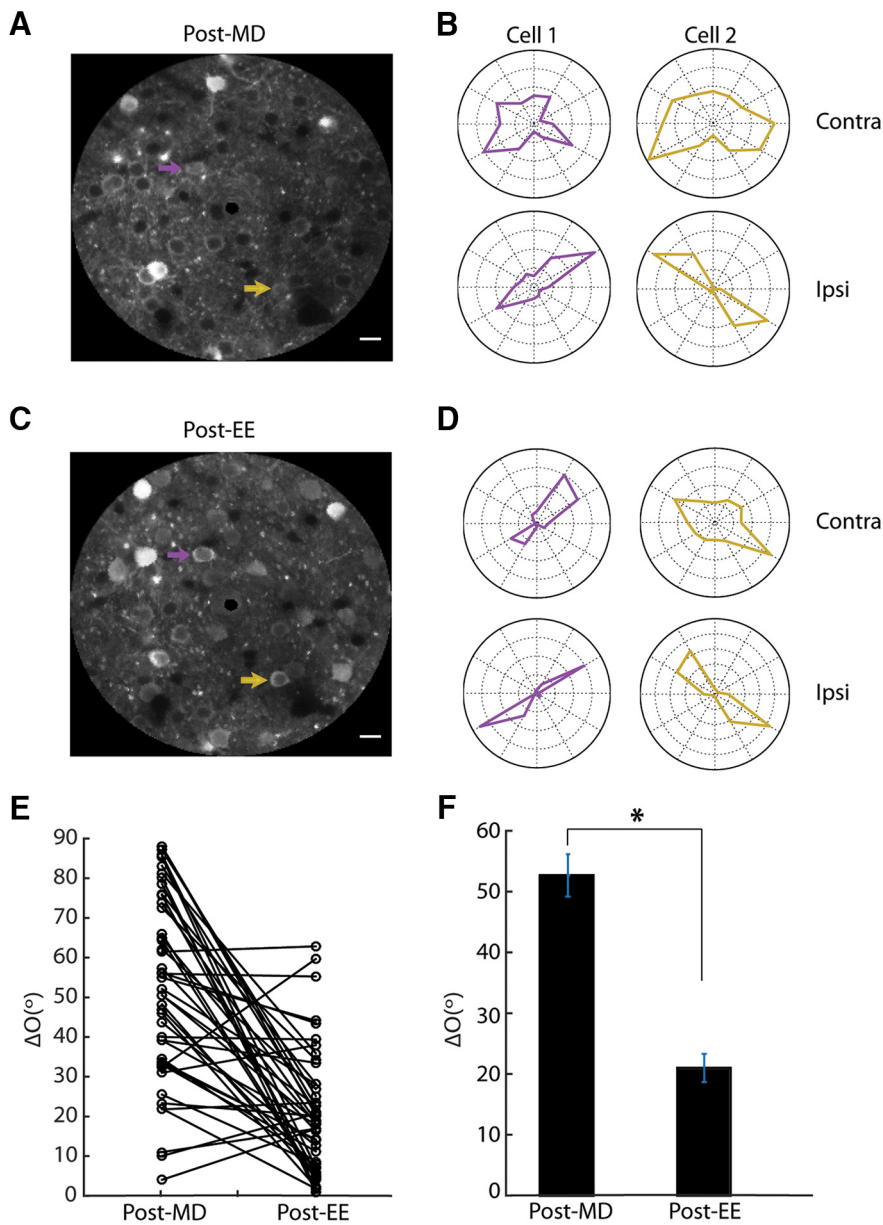 A
Post-MD
B
Cell 1 Cell 2
Contra
Ipsi
C
Post-EE
D
Contra
Ipsi
E
90
80
70
60
50
40
30
20
10
0
ΔO(°)
Post-MD Post-EE
F
*
60
50
40
30
20
10
0
ΔO(°)
Post-MD Post-EE